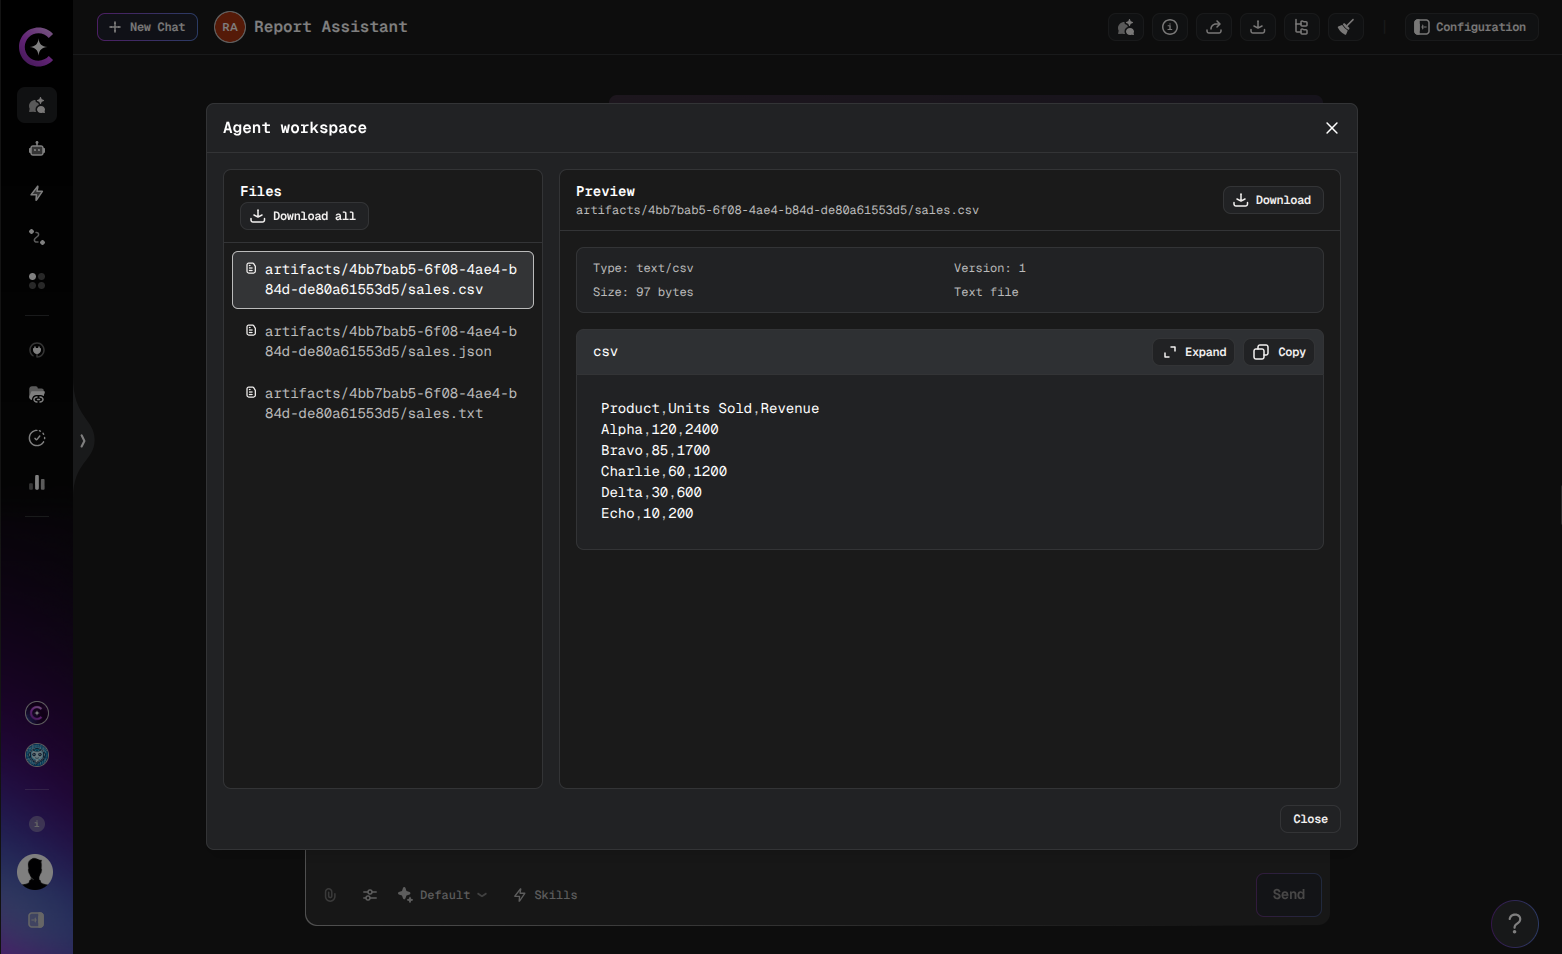 New Chat
RA
Report Assistant
Configuration
Agent workspace
Files
Download all
artifacts/4bb7bab5-6f08-4ae4-b
84d-de80a61553d5/sales.csv
artifacts/4bb7bab5-6f08-4ae4-b
84d-de80a61553d5/sales.json
artifacts/4bb7bab5-6f08-4ae4-b
84d-de80a61553d5/sales.txt
Preview
artifacts/4bb7bab5-6f08-4ae4-b84d-de80a61553d5/sales.csv
Download
Type: text/csv
Version: 1
Size: 97 bytes
Text file
csv
Expand
Copy
Product,Units Sold,Revenue
Alpha,120,2400
Bravo,85,1700
Charlie,60,1200
Delta,30,600
Echo,10,200
Close
Default
Skills
Send
?